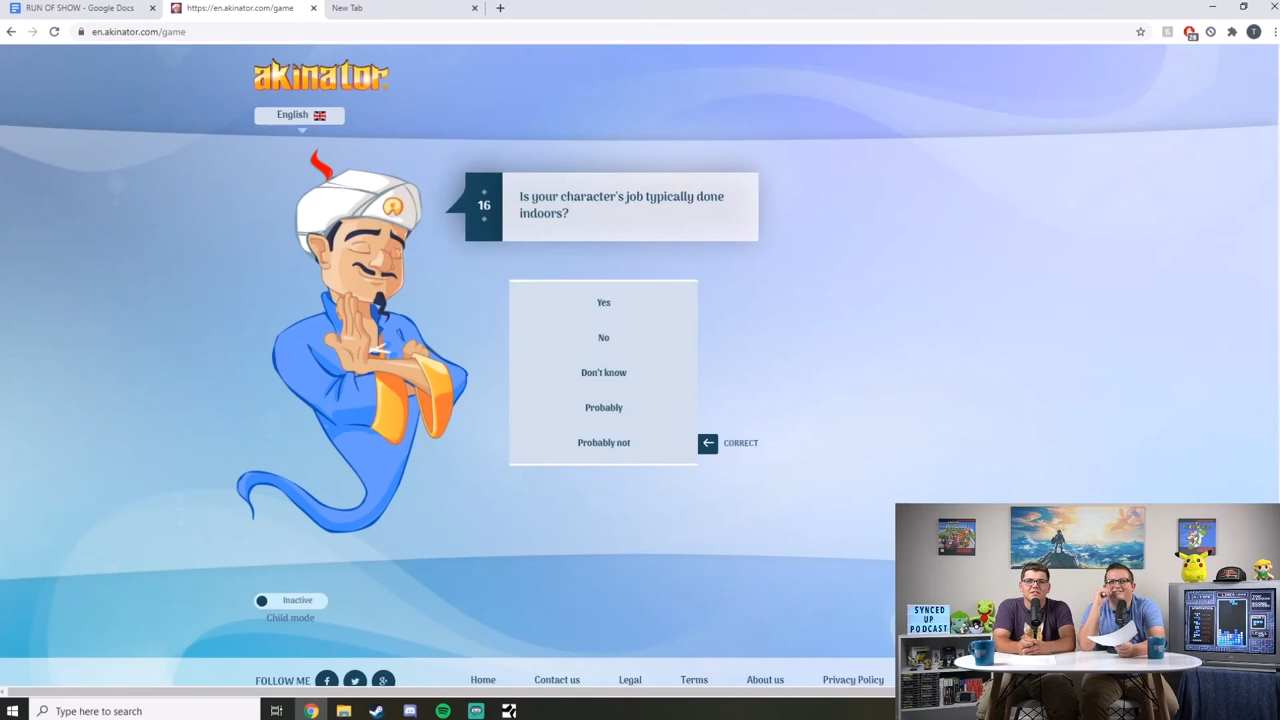 RUN OF SHOW - Google Docs
https://en.akinator.com/game
New Tab
en.akinator.com/game
28
T
akinator
English
16
Is your character's job typically done
indoors?
Yes
No
Don't know
Probably
Probably not
CORRECT
Inactive
Child mode
SYNCED
UP
PODCAST
FOLLOW ME
Home
Contact us
Legal
Terms
About us
Privacy Policy
Type here to search